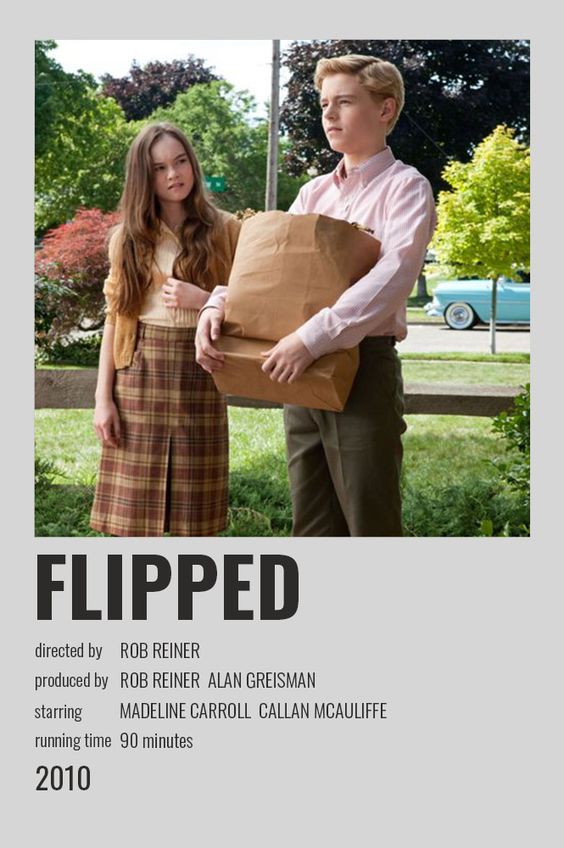 FLIPPED
directed by ROB REINER
produced by ROB REINER ALAN GREISMAN
starring MADELINE CARROLL CALLAN MCAULIFFE
running time 90 minutes
2010